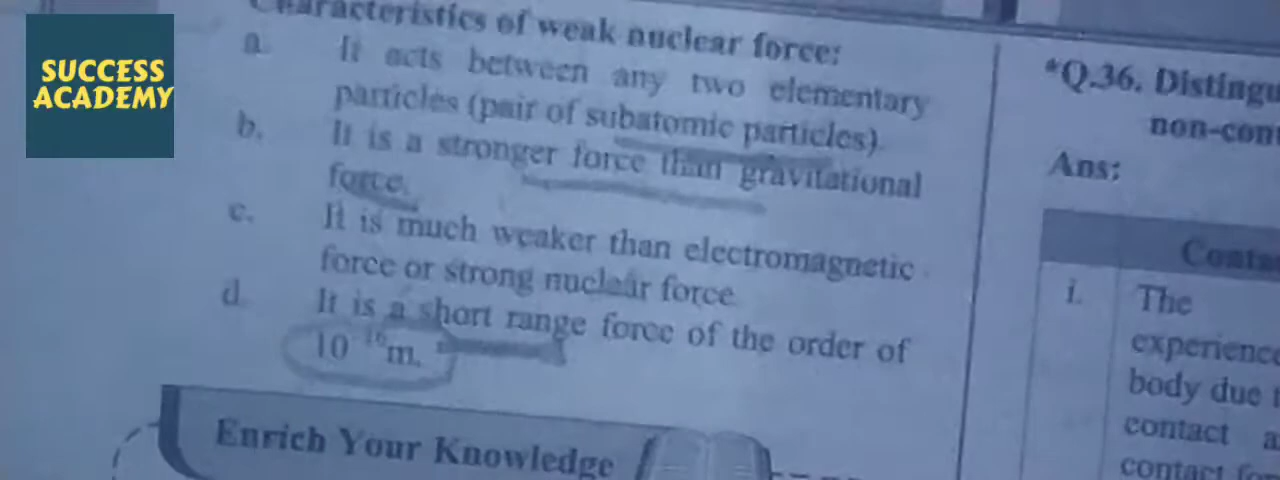 SUCCESS
ACADEMY
Characteristics of weak nuclear force:
a. It acts between any two elementary
particles (pair of subatomic particles).
b. It is a stronger force than gravitational
force.
c. It is much weaker than electromagnetic
force or strong nuclear force.
d. It is a short range force of the order of
10⁻¹⁶m.
Enrich Your Knowledge
*Q.36. Distingu
non-con
Ans:
Conta
i. The
experience
body due t
contact a
contact for